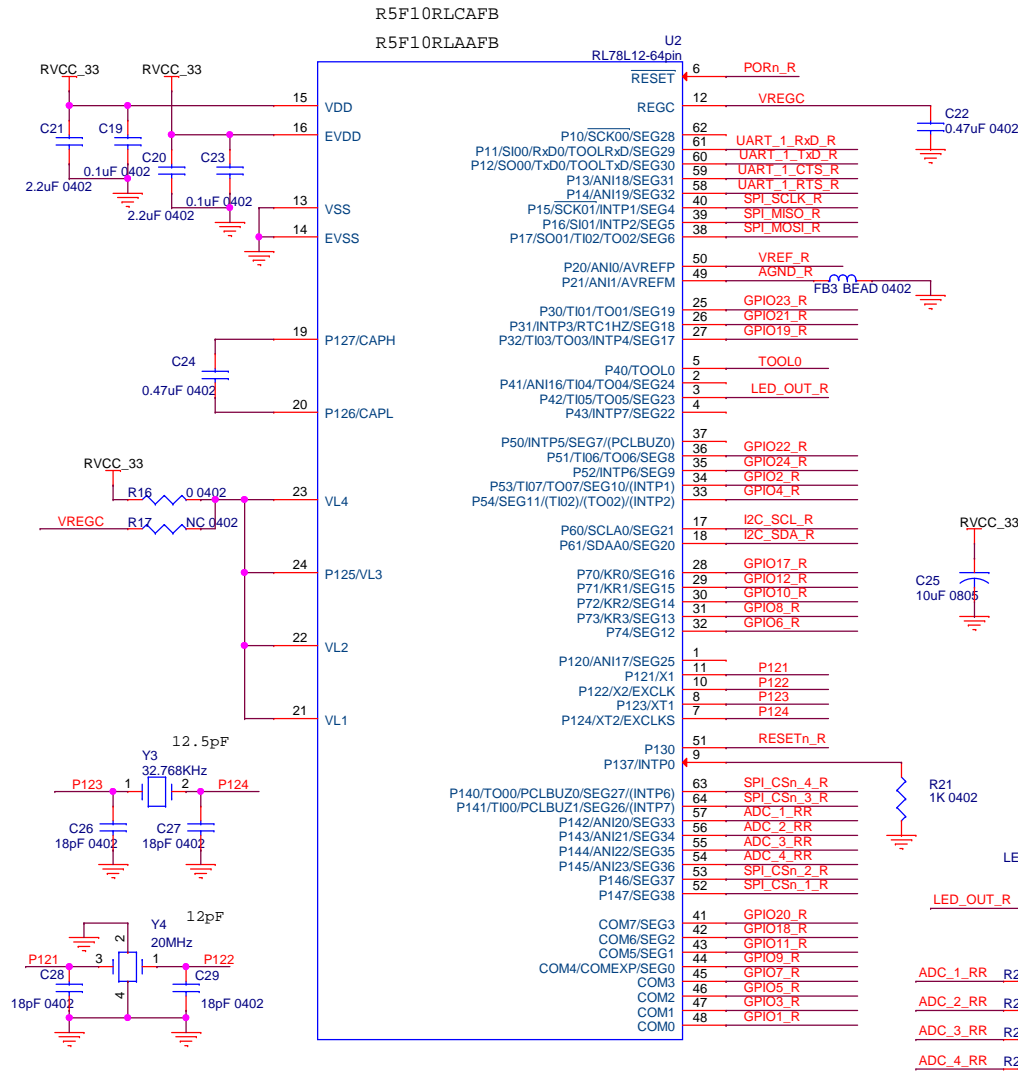 R5F10RLCAFB
R5F10RLAAFB
U2
RL78L12-64pin
RVCC_33
RVCC_33
C21
2.2uF 0402
C19
0.1uF 0402
C20
2.2uF 0402
C23
0.1uF 0402
15 VDD
16 EVDD
13 VSS
14 EVSS
19 P127/CAPH
C24
0.47uF 0402
20 P126/CAPL
RVCC_33
R16 0 0402
VREGC R17 NC 0402
23 VL4
24 P125/VL3
22 VL2
21 VL1
12.5pF
Y3
32.768KHz
P123 1 2 P124
C26
18pF 0402
C27
18pF 0402
12pF
Y4
20MHz
2
P121 3 1 P122
4
C28
18pF 0402
C29
18pF 0402
RESET 6 PORn_R
REGC 12 VREGC
C22
0.47uF 0402
P10/SCK00/SEG28 62
P11/SI00/RxD0/TOOLRxD/SEG29 61 UART_1_RxD_R
P12/SO00/TxD0/TOOLTxD/SEG30 60 UART_1_TxD_R
P13/ANI18/SEG31 59 UART_1_CTS_R
P14/ANI19/SEG32 58 UART_1_RTS_R
P15/SCK01/INTP1/SEG4 40 SPI_SCLK_R
P16/SI01/INTP2/SEG5 39 SPI_MISO_R
P17/SO01/TI02/TO02/SEG6 38 SPI_MOSI_R
P20/ANI0/AVREFP 50 VREF_R
P21/ANI1/AVREFM 49 AGND_R
FB3 BEAD 0402
P30/TI01/TO01/SEG19 25 GPIO23_R
P31/INTP3/RTC1HZ/SEG18 26 GPIO21_R
P32/TI03/TO03/INTP4/SEG17 27 GPIO19_R
P40/TOOL0 5 TOOL0
P41/ANI16/TI04/TO04/SEG24 2
P42/TI05/TO05/SEG23 3 LED_OUT_R
P43/INTP7/SEG22 4
P50/INTP5/SEG7/(PCLBUZ0) 37
P51/TI06/TO06/SEG8 36 GPIO22_R
P52/INTP6/SEG9 35 GPIO24_R
P53/TI07/TO07/SEG10/(INTP1) 34 GPIO2_R
P54/SEG11/(TI02)/(TO02)/(INTP2) 33 GPIO4_R
P60/SCLA0/SEG21 17 I2C_SCL_R
P61/SDAA0/SEG20 18 I2C_SDA_R
P70/KR0/SEG16 28 GPIO17_R
P71/KR1/SEG15 29 GPIO12_R
P72/KR2/SEG14 30 GPIO10_R
P73/KR3/SEG13 31 GPIO8_R
P74/SEG12 32 GPIO6_R
P120/ANI17/SEG25 1
P121/X1 11 P121
P122/X2/EXCLK 10 P122
P123/XT1 8 P123
P124/XT2/EXCLKS 7 P124
P130 51 RESETn_R
P137/INTP0 9
R21
1K 0402
P140/TO00/PCLBUZ0/SEG27/(INTP6) 63 SPI_CSn_4_R
P141/TI00/PCLBUZ1/SEG26/(INTP7) 64 SPI_CSn_3_R
P142/ANI20/SEG33 57 ADC_1_RR
P143/ANI21/SEG34 56 ADC_2_RR
P144/ANI22/SEG35 55 ADC_3_RR
P145/ANI23/SEG36 54 ADC_4_RR
P146/SEG37 53 SPI_CSn_2_R
P147/SEG38 52 SPI_CSn_1_R
COM7/SEG3 41 GPIO20_R
COM6/SEG2 42 GPIO18_R
COM5/SEG1 43 GPIO11_R
COM4/COMEXP/SEG0 44 GPIO9_R
COM3 45 GPIO7_R
COM2 46 GPIO5_R
COM1 47 GPIO3_R
COM0 48 GPIO1_R
RVCC_33
C25
10uF 0805
LE
LED_OUT_R
ADC_1_RR R2
ADC_2_RR R2
ADC_3_RR R2
ADC_4_RR R2